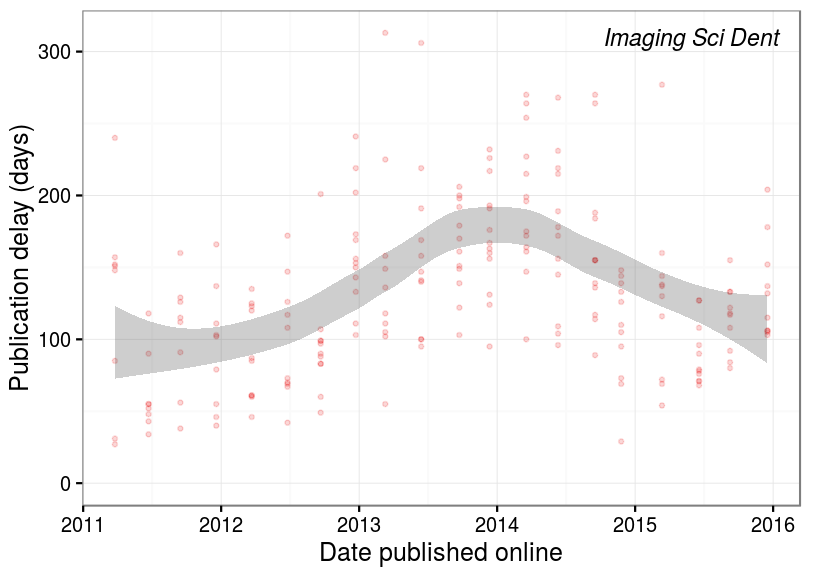 Imaging Sci Dent
Publication delay (days)
300
200
100
0
2011 2012 2013 2014 2015 2016
Date published online